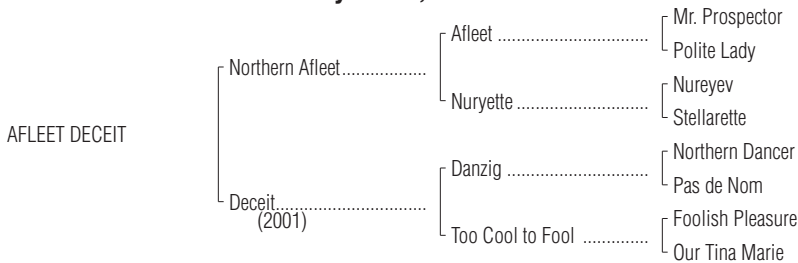 Mr. Prospector
Afleet ................................
Polite Lady
Northern Afleet..................
Nureyev
Nuryette ............................
Stellarette
AFLEET DECEIT
Northern Dancer
Danzig ..............................
Pas de Nom
Deceit................................
(2001)
Foolish Pleasure
Too Cool to Fool ..............
Our Tina Marie